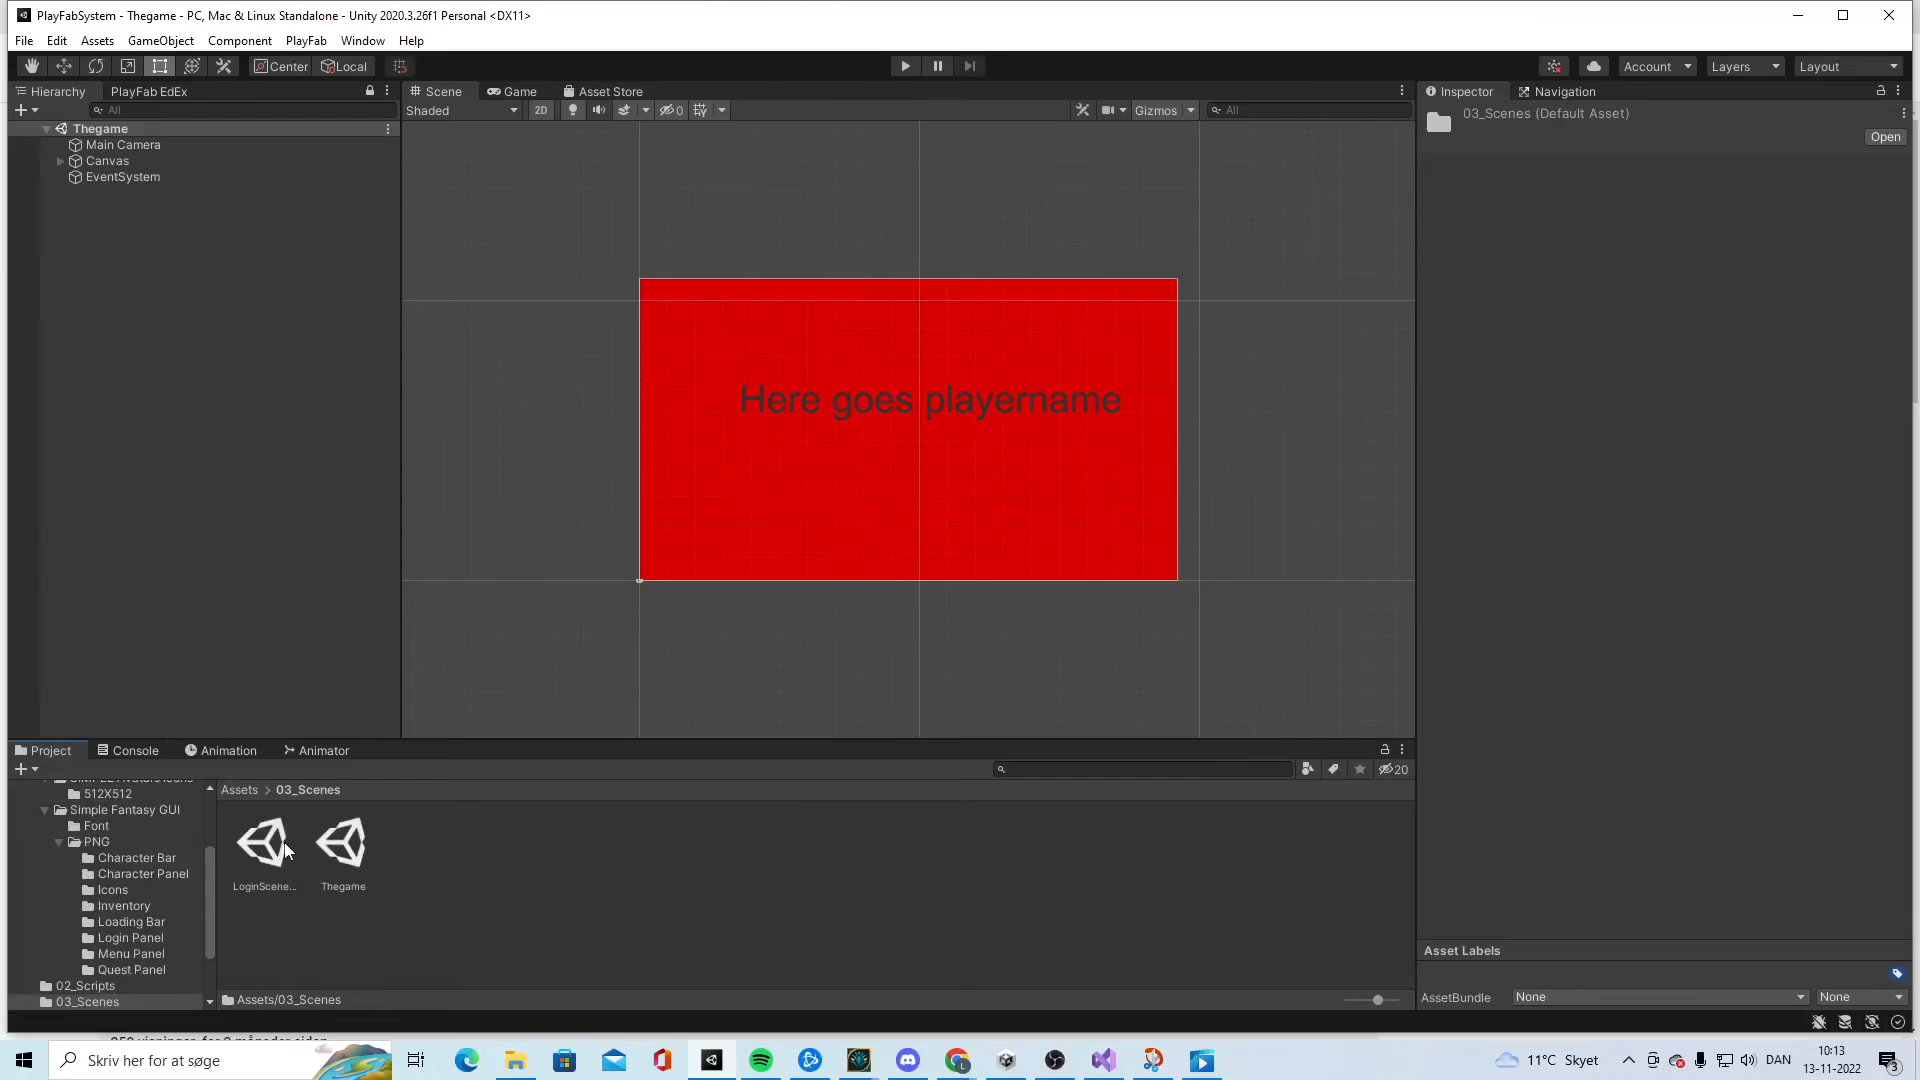 PlayFabSystem - Thegame - PC, Mac & Linux Standalone - Unity 2020.3.26f1 Personal <DX11>
File Edit Assets GameObject Component PlayFab Window Help
Center Local Account Layers Layout
Hierarchy PlayFab EdEx
All
Thegame
Main Camera
Canvas
EventSystem
Scene Game Asset Store
Shaded 2D 0 Gizmos All
Here goes playername
Inspector Navigation
03_Scenes (Default Asset)
Open
Project Console Animation Animator
20
512X512
Simple Fantasy GUI
Font
PNG
Character Bar
Character Panel
Icons
Inventory
Loading Bar
Login Panel
Menu Panel
Quest Panel
02_Scripts
03_Scenes
Assets > 03_Scenes
LoginScene... Thegame
Assets/03_Scenes
Asset Labels
AssetBundle None None
Skriv her for at søge
11°C Skyet DAN
10:13
13-11-2022
3